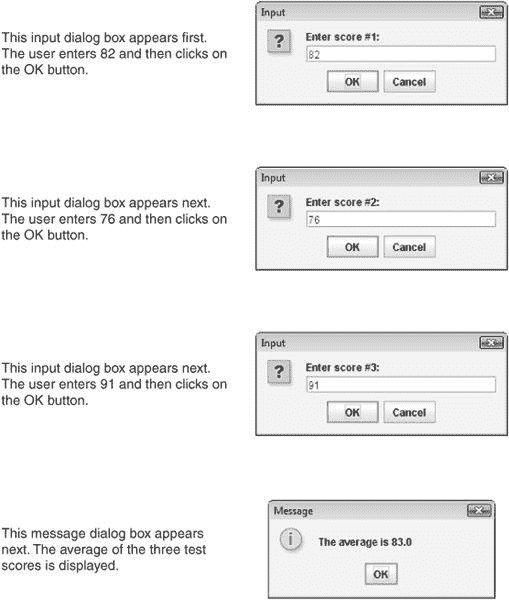 This input dialog box appears first.
The user enters 82 and then clicks on
the OK button.
Input
Enter score #1:
82
OK Cancel
This input dialog box appears next.
The user enters 76 and then clicks on
the OK button.
Input
Enter score #2:
76
OK Cancel
This input dialog box appears next.
The user enters 91 and then clicks on
the OK button.
Input
Enter score #3:
91
OK Cancel
This message dialog box appears
next. The average of the three test
scores is displayed.
Message
The average is 83.0
OK